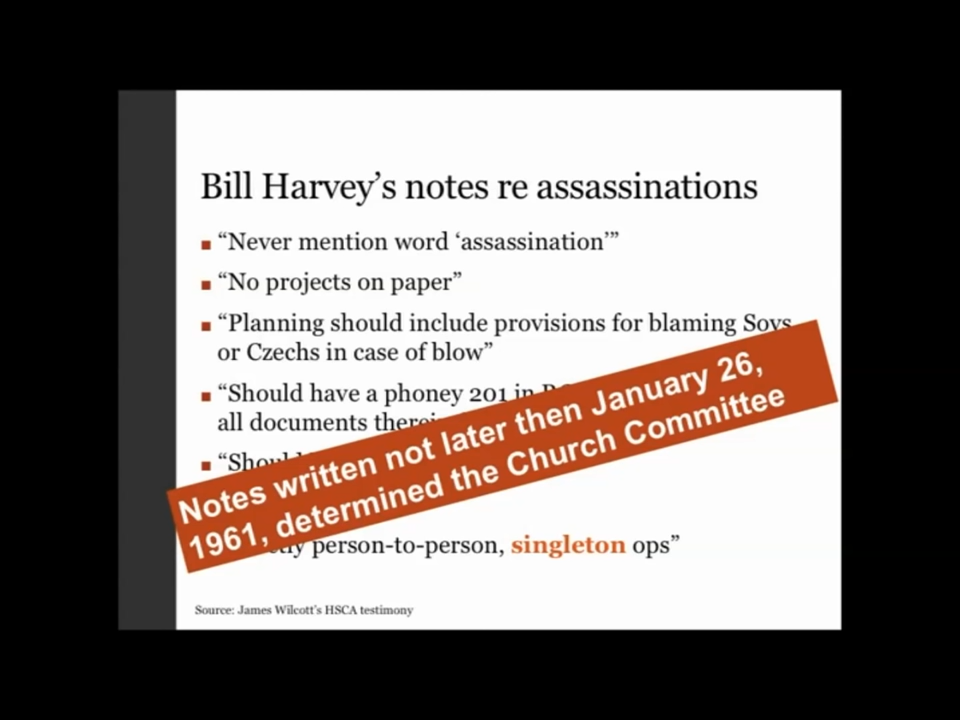 Bill Harvey’s notes re assassinations
“Never mention word ‘assassination’”
“No projects on paper”
“Planning should include provisions for blaming Sovs
or Czechs in case of blow”
“Should have a phoney 201 in
all documents
Notes written not later then January 26,
1961, determined the Church Committee
person-to-person, singleton ops”
Source: James Wilcott’s HSCA testimony